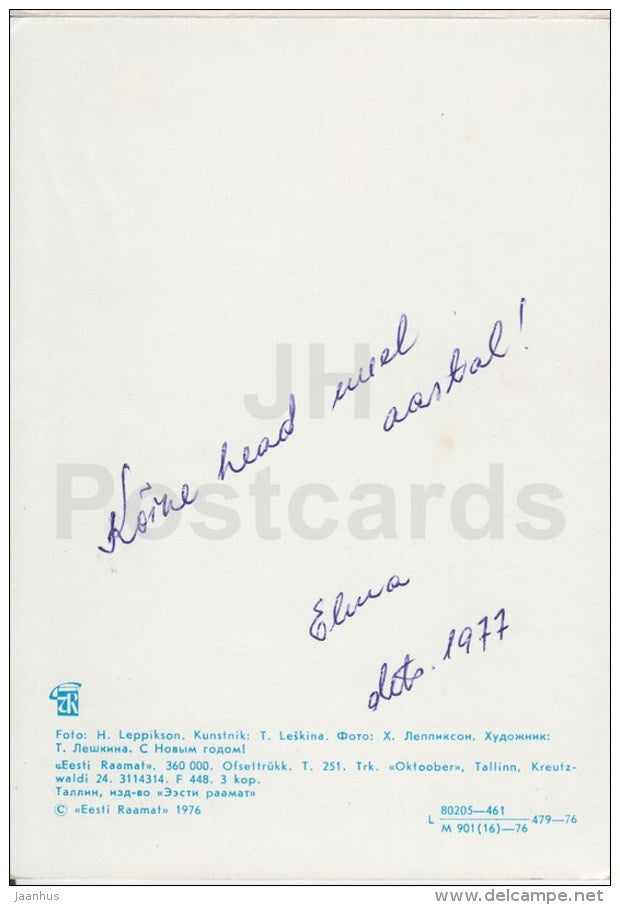 Kõike head uuel
aastal!
Elma
dets. 1977
JH
Postcards
Foto: H. Leppikson. Kunstnik: T. Leškina. Фото: Х. Леппиксон. Художник:
Т. Лешкина. С Новым годом!
«Eesti Raamat». 360 000. Ofsettrükk. T. 251. Trk. «Oktoober», Tallinn, Kreutz-
waldi 24. 3114314. F 448. 3 kop.
Таллин, изд-во «Ээсти раамат»
© «Eesti Raamat» 1976
L 80205—461
M 901(16)—76 479—76
jaanhus
www.delcampe.net